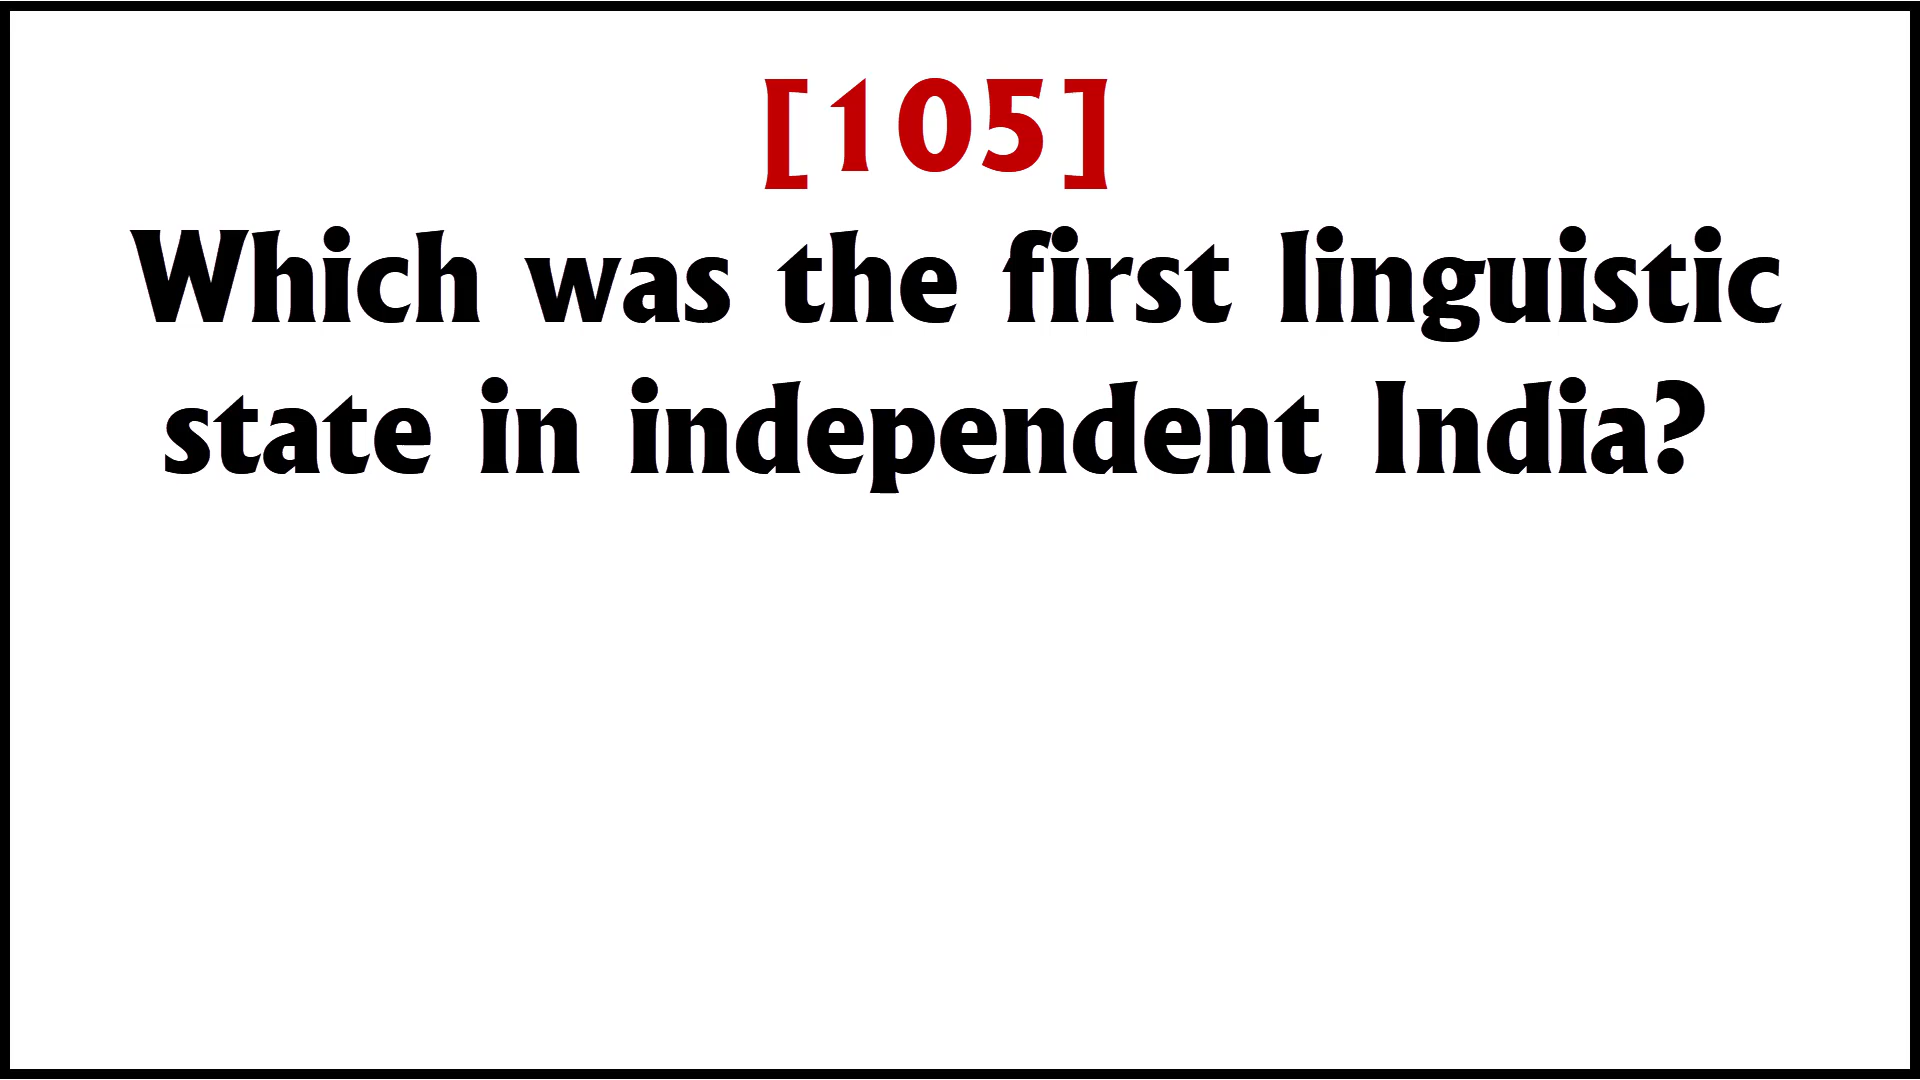 [105]
Which was the first linguistic
state in independent India?